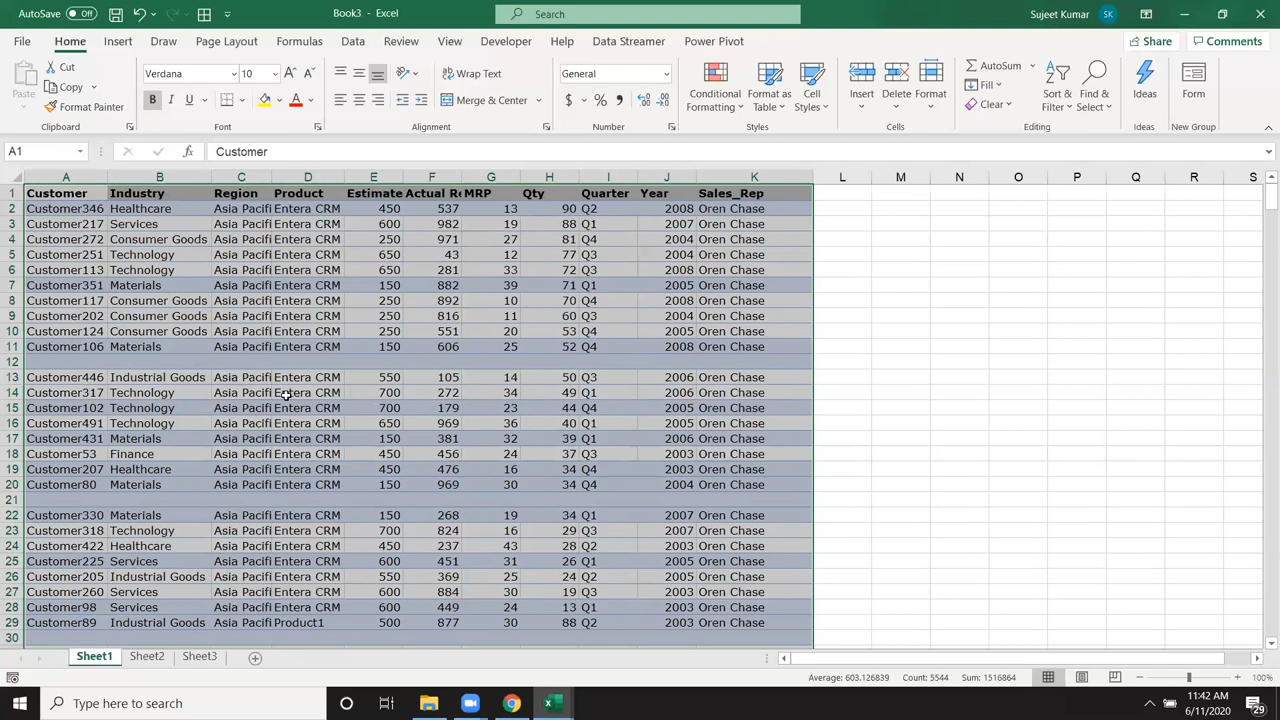 AutoSave Off Book3 - Excel Search Sujeet Kumar SK
File Home Insert Draw Page Layout Formulas Data Review View Developer Help Data Streamer Power Pivot Share Comments
Paste Cut Copy Format Painter Verdana 10 Wrap Text Merge & Center General Conditional Formatting Format as Table Cell Styles Insert Delete Format AutoSum Fill Clear Sort & Filter Find & Select Ideas Form
Clipboard Font Alignment Number Styles Cells Editing Ideas New Group
A1 fx Customer
A B C D E F G H I J K L M N O P Q R S
1 Customer Industry Region Product Estimate Actual Re MRP Qty Quarter Year Sales_Rep
2 Customer346 Healthcare Asia Pacifi Entera CRM 450 537 13 90 Q2 2008 Oren Chase
3 Customer217 Services Asia Pacifi Entera CRM 600 982 19 88 Q1 2007 Oren Chase
4 Customer272 Consumer Goods Asia Pacifi Entera CRM 250 971 27 81 Q4 2004 Oren Chase
5 Customer251 Technology Asia Pacifi Entera CRM 650 43 12 77 Q3 2004 Oren Chase
6 Customer113 Technology Asia Pacifi Entera CRM 650 281 33 72 Q3 2008 Oren Chase
7 Customer351 Materials Asia Pacifi Entera CRM 150 882 39 71 Q1 2005 Oren Chase
8 Customer117 Consumer Goods Asia Pacifi Entera CRM 250 892 10 70 Q4 2008 Oren Chase
9 Customer202 Consumer Goods Asia Pacifi Entera CRM 250 816 11 60 Q3 2004 Oren Chase
10 Customer124 Consumer Goods Asia Pacifi Entera CRM 250 551 20 53 Q4 2005 Oren Chase
11 Customer106 Materials Asia Pacifi Entera CRM 150 606 25 52 Q4 2008 Oren Chase
12
13 Customer446 Industrial Goods Asia Pacifi Entera CRM 550 105 14 50 Q3 2006 Oren Chase
14 Customer317 Technology Asia Pacifi Entera CRM 700 272 34 49 Q1 2006 Oren Chase
15 Customer102 Technology Asia Pacifi Entera CRM 700 179 23 44 Q4 2005 Oren Chase
16 Customer491 Technology Asia Pacifi Entera CRM 650 969 36 40 Q1 2005 Oren Chase
17 Customer431 Materials Asia Pacifi Entera CRM 150 381 32 39 Q1 2006 Oren Chase
18 Customer53 Finance Asia Pacifi Entera CRM 450 456 24 37 Q3 2003 Oren Chase
19 Customer207 Healthcare Asia Pacifi Entera CRM 450 476 16 34 Q4 2003 Oren Chase
20 Customer80 Materials Asia Pacifi Entera CRM 150 969 30 34 Q4 2004 Oren Chase
21
22 Customer330 Materials Asia Pacifi Entera CRM 150 268 19 34 Q1 2007 Oren Chase
23 Customer318 Technology Asia Pacifi Entera CRM 700 824 16 29 Q3 2007 Oren Chase
24 Customer422 Healthcare Asia Pacifi Entera CRM 450 237 43 28 Q2 2003 Oren Chase
25 Customer225 Services Asia Pacifi Entera CRM 600 451 31 26 Q1 2005 Oren Chase
26 Customer205 Industrial Goods Asia Pacifi Entera CRM 550 369 25 24 Q2 2005 Oren Chase
27 Customer260 Services Asia Pacifi Entera CRM 600 884 30 19 Q3 2003 Oren Chase
28 Customer98 Services Asia Pacifi Entera CRM 600 449 24 13 Q1 2003 Oren Chase
29 Customer89 Industrial Goods Asia Pacifi Product1 500 877 30 88 Q2 2003 Oren Chase
30
Sheet1 Sheet2 Sheet3
Average: 603.126839 Count: 5544 Sum: 1516864 100%
Type here to search 11:42 AM
6/11/2020 29